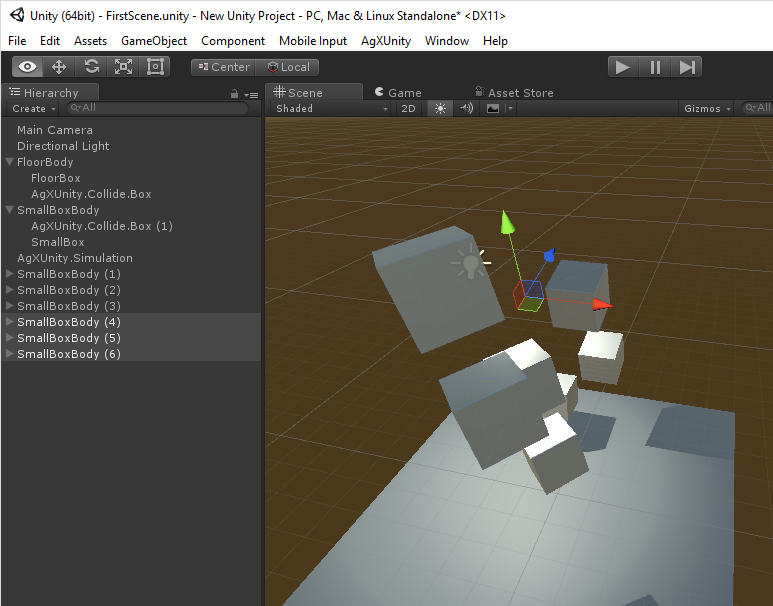 Unity (64bit) - FirstScene.unity - New Unity Project - PC, Mac & Linux Standalone* <DX11>
File Edit Assets GameObject Component Mobile Input AgXUnity Window Help
Center Local
Hierarchy
Create All
Main Camera
Directional Light
FloorBody
FloorBox
AgXUnity.Collide.Box
SmallBoxBody
AgXUnity.Collide.Box (1)
SmallBox
AgXUnity.Simulation
SmallBoxBody (1)
SmallBoxBody (2)
SmallBoxBody (3)
SmallBoxBody (4)
SmallBoxBody (5)
SmallBoxBody (6)
Scene Game Asset Store
Shaded 2D Gizmos All